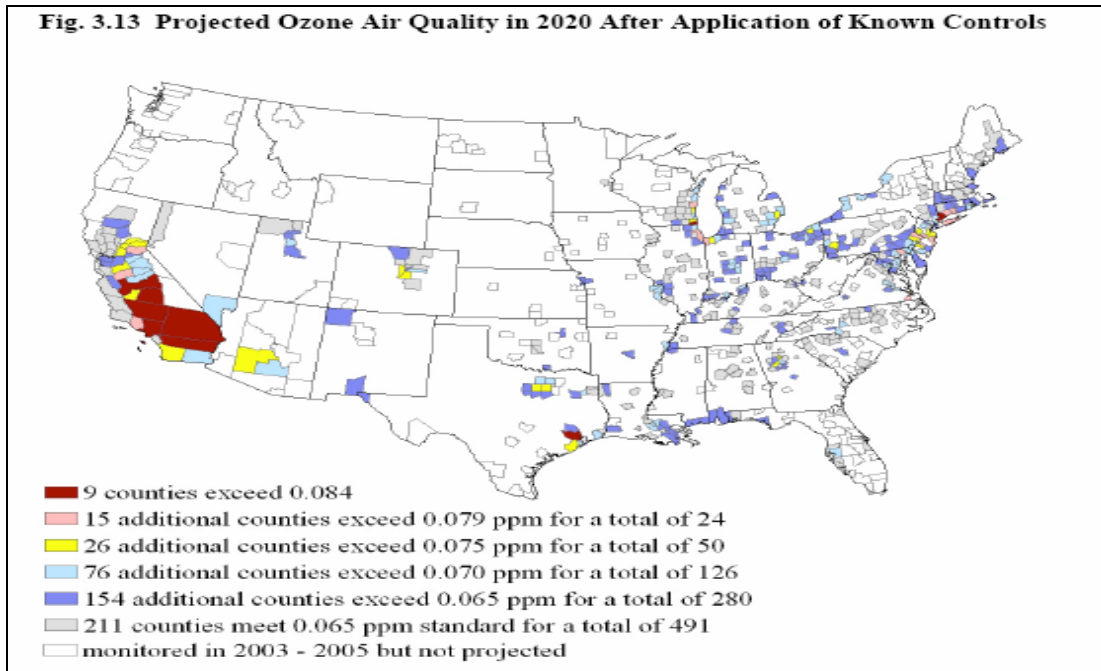 Fig. 3.13 Projected Ozone Air Quality in 2020 After Application of Known Controls
9 counties exceed 0.084
15 additional counties exceed 0.079 ppm for a total of 24
26 additional counties exceed 0.075 ppm for a total of 50
76 additional counties exceed 0.070 ppm for a total of 126
154 additional counties exceed 0.065 ppm for a total of 280
211 counties meet 0.065 ppm standard for a total of 491
monitored in 2003 - 2005 but not projected